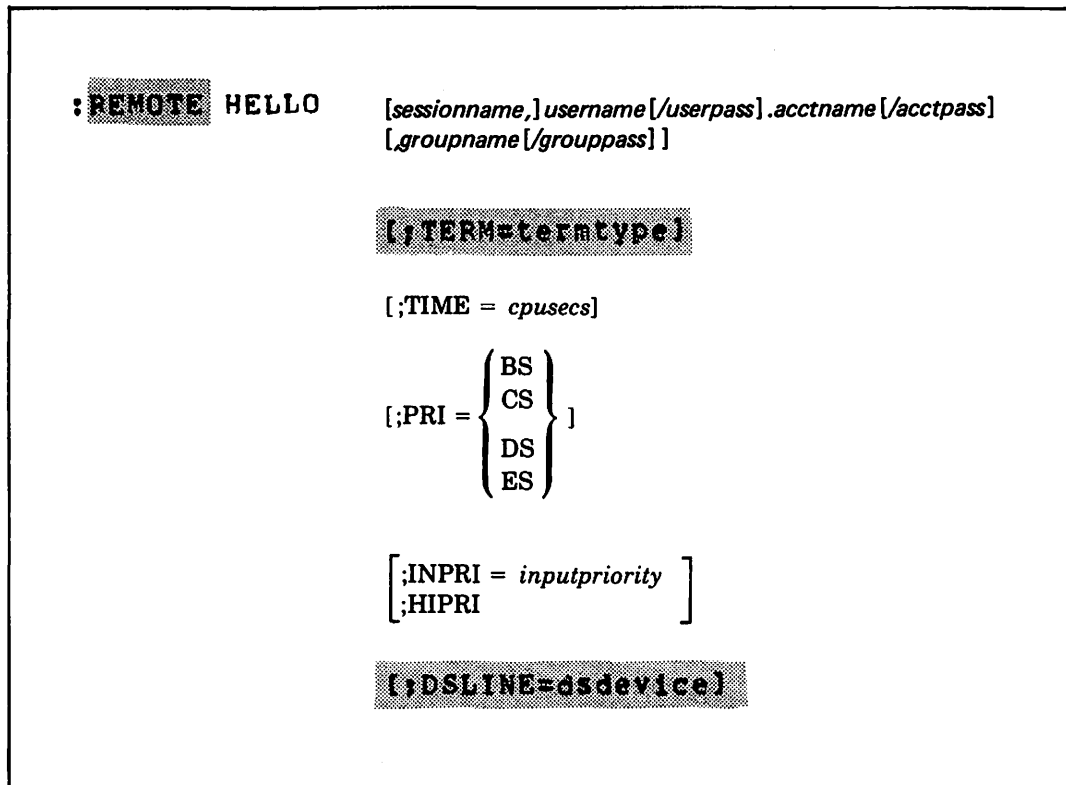 :REMOTE HELLO [sessionname,] username [/userpass] .acctname [/acctpass]
[,groupname [/grouppass] ]
[;TERM=termtype]
[;TIME = cpusecs]
[;PRI = { BS
CS
DS
ES } ]
[ ;INPRI = inputpriority
;HIPRI ]
[;DSLINE=dsdevice]